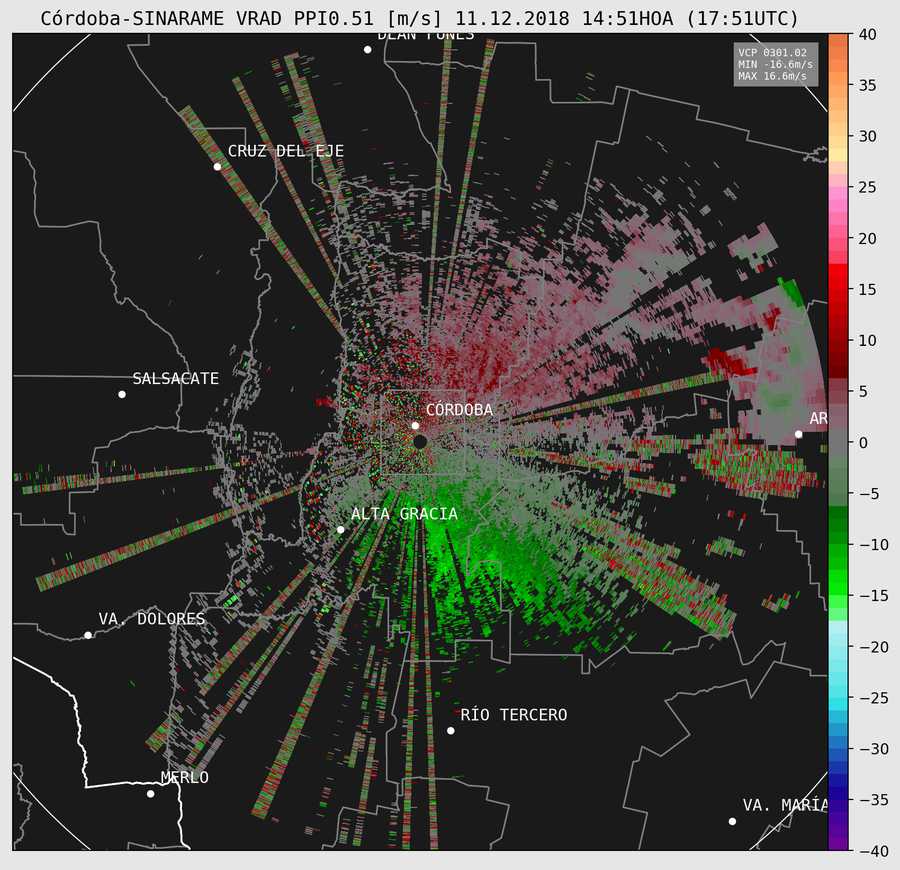 Córdoba-SINARAME VRAD PPI0.51 [m/s] 11.12.2018 14:51HOA (17:51UTC)
DEAN FUNES
VCP 0301.02
MIN -16.6m/s
MAX 16.6m/s
CRUZ DEL EJE
SALSACATE
CÓRDOBA
AR
ALTA GRACIA
VA. DOLORES
RÍO TERCERO
MERLO
VA. MARÍA
40
35
30
25
20
15
10
5
0
−5
−10
−15
−20
−25
−30
−35
−40